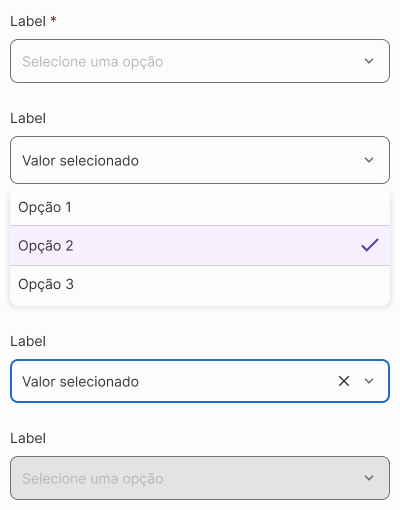 Label *
Selecione uma opção
Label
Valor selecionado
Opção 1
Opção 2
Opção 3
Label
Valor selecionado
Label
Selecione uma opção